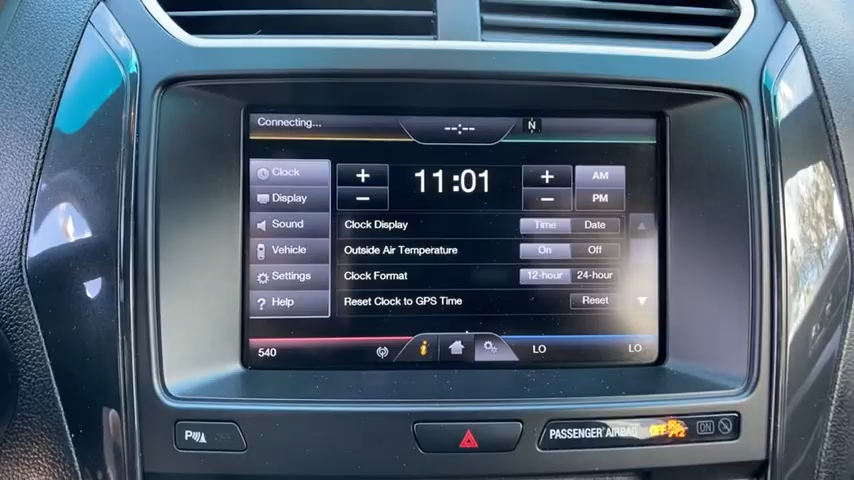 Connecting...
--:--
N
Clock
+
11:01
+
AM
Display
−
−
PM
Sound
Clock Display
Time
Date
Vehicle
Outside Air Temperature
On
Off
Settings
Clock Format
12-hour
24-hour
? Help
Reset Clock to GPS Time
Reset
540
i
LO
LO
P
OFF
PASSENGER AIRBAG
OFF
ON